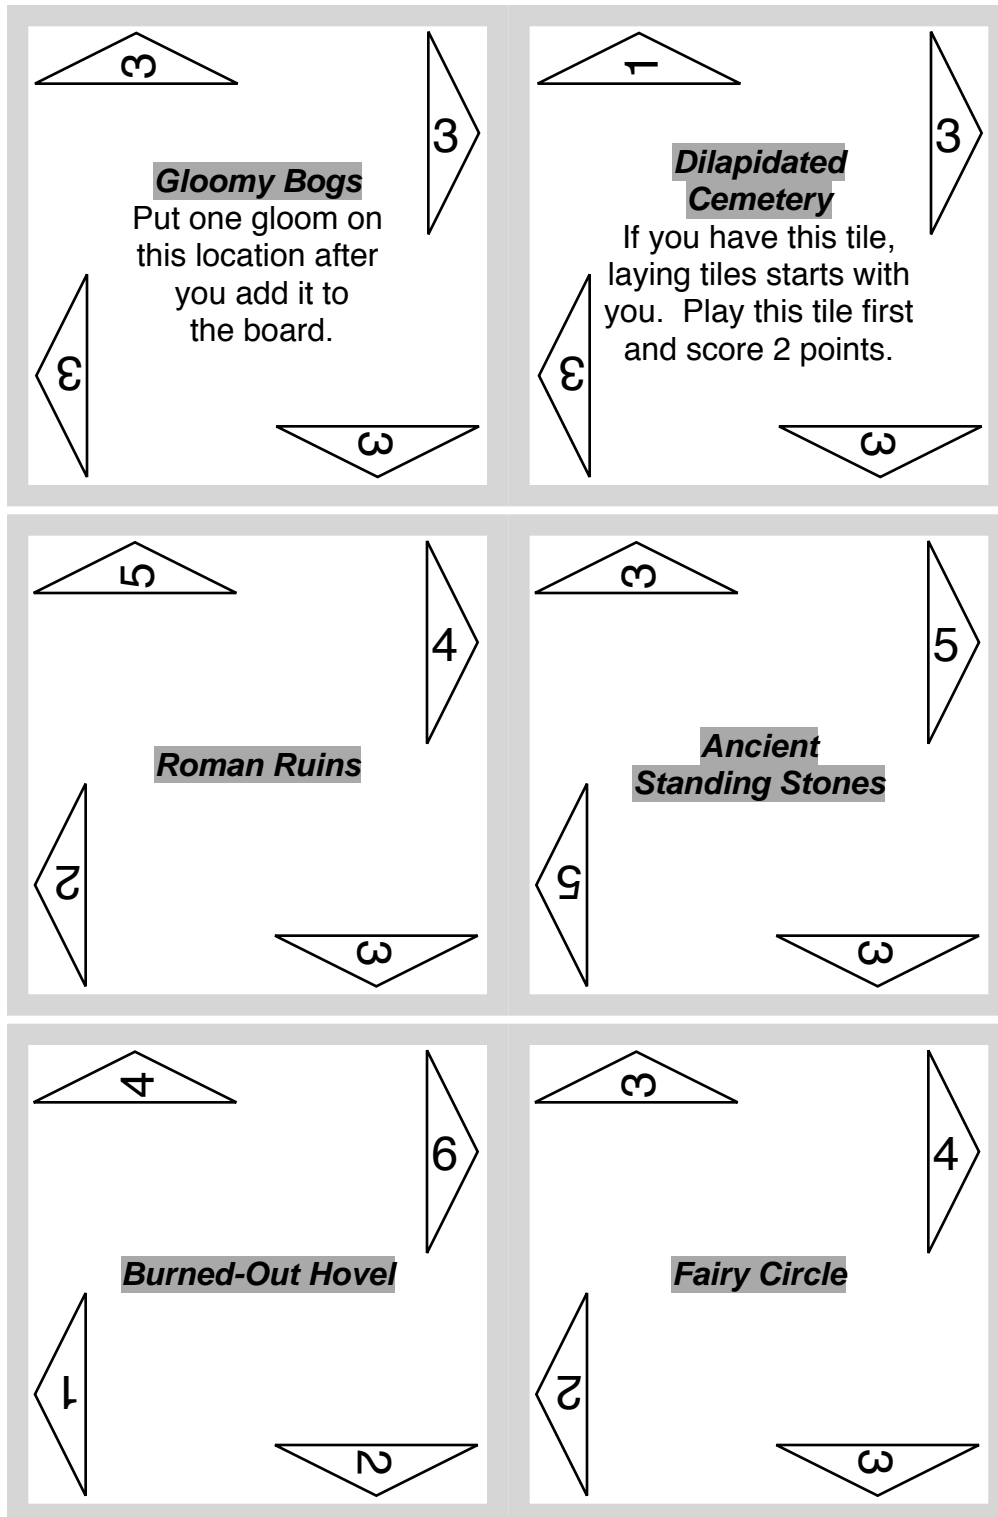 3
3
Gloomy Bogs
Put one gloom on
this location after
you add it to
the board.
3
3
1
3
Dilapidated
Cemetery
If you have this tile,
laying tiles starts with
you.  Play this tile first
and score 2 points.
3
3
5
4
Roman Ruins
2
3
3
5
Ancient
Standing Stones
5
3
4
6
Burned-Out Hovel
1
2
3
4
Fairy Circle
2
3